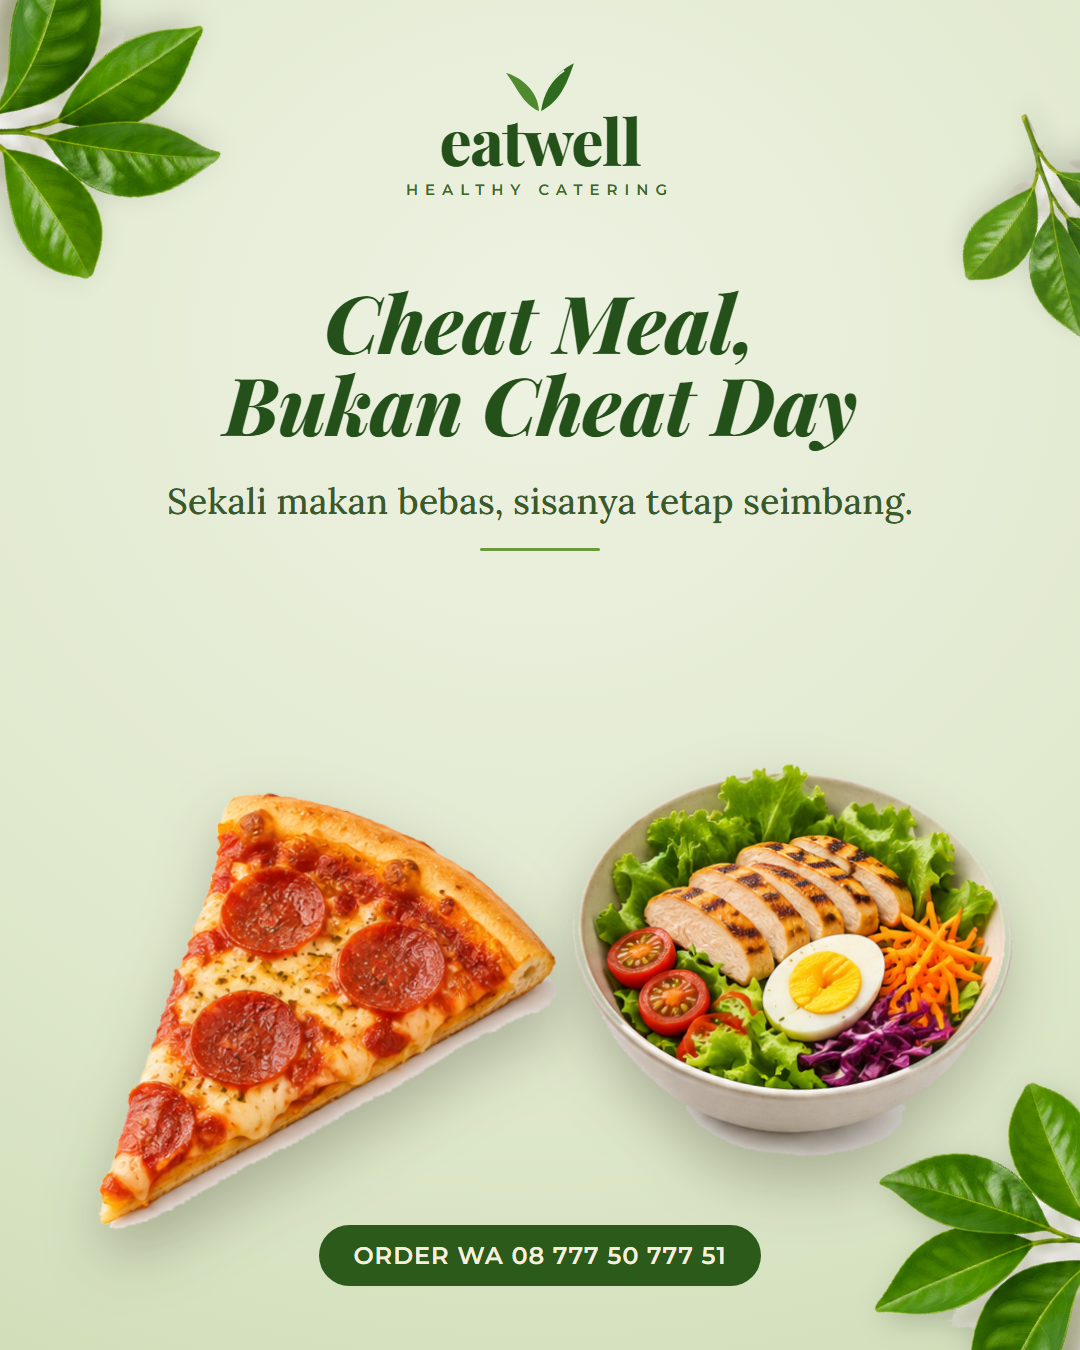 eatwell
HEALTHY CATERING
Cheat Meal,
Bukan Cheat Day
Sekali makan bebas, sisanya tetap seimbang.
ORDER WA 08 777 50 777 51